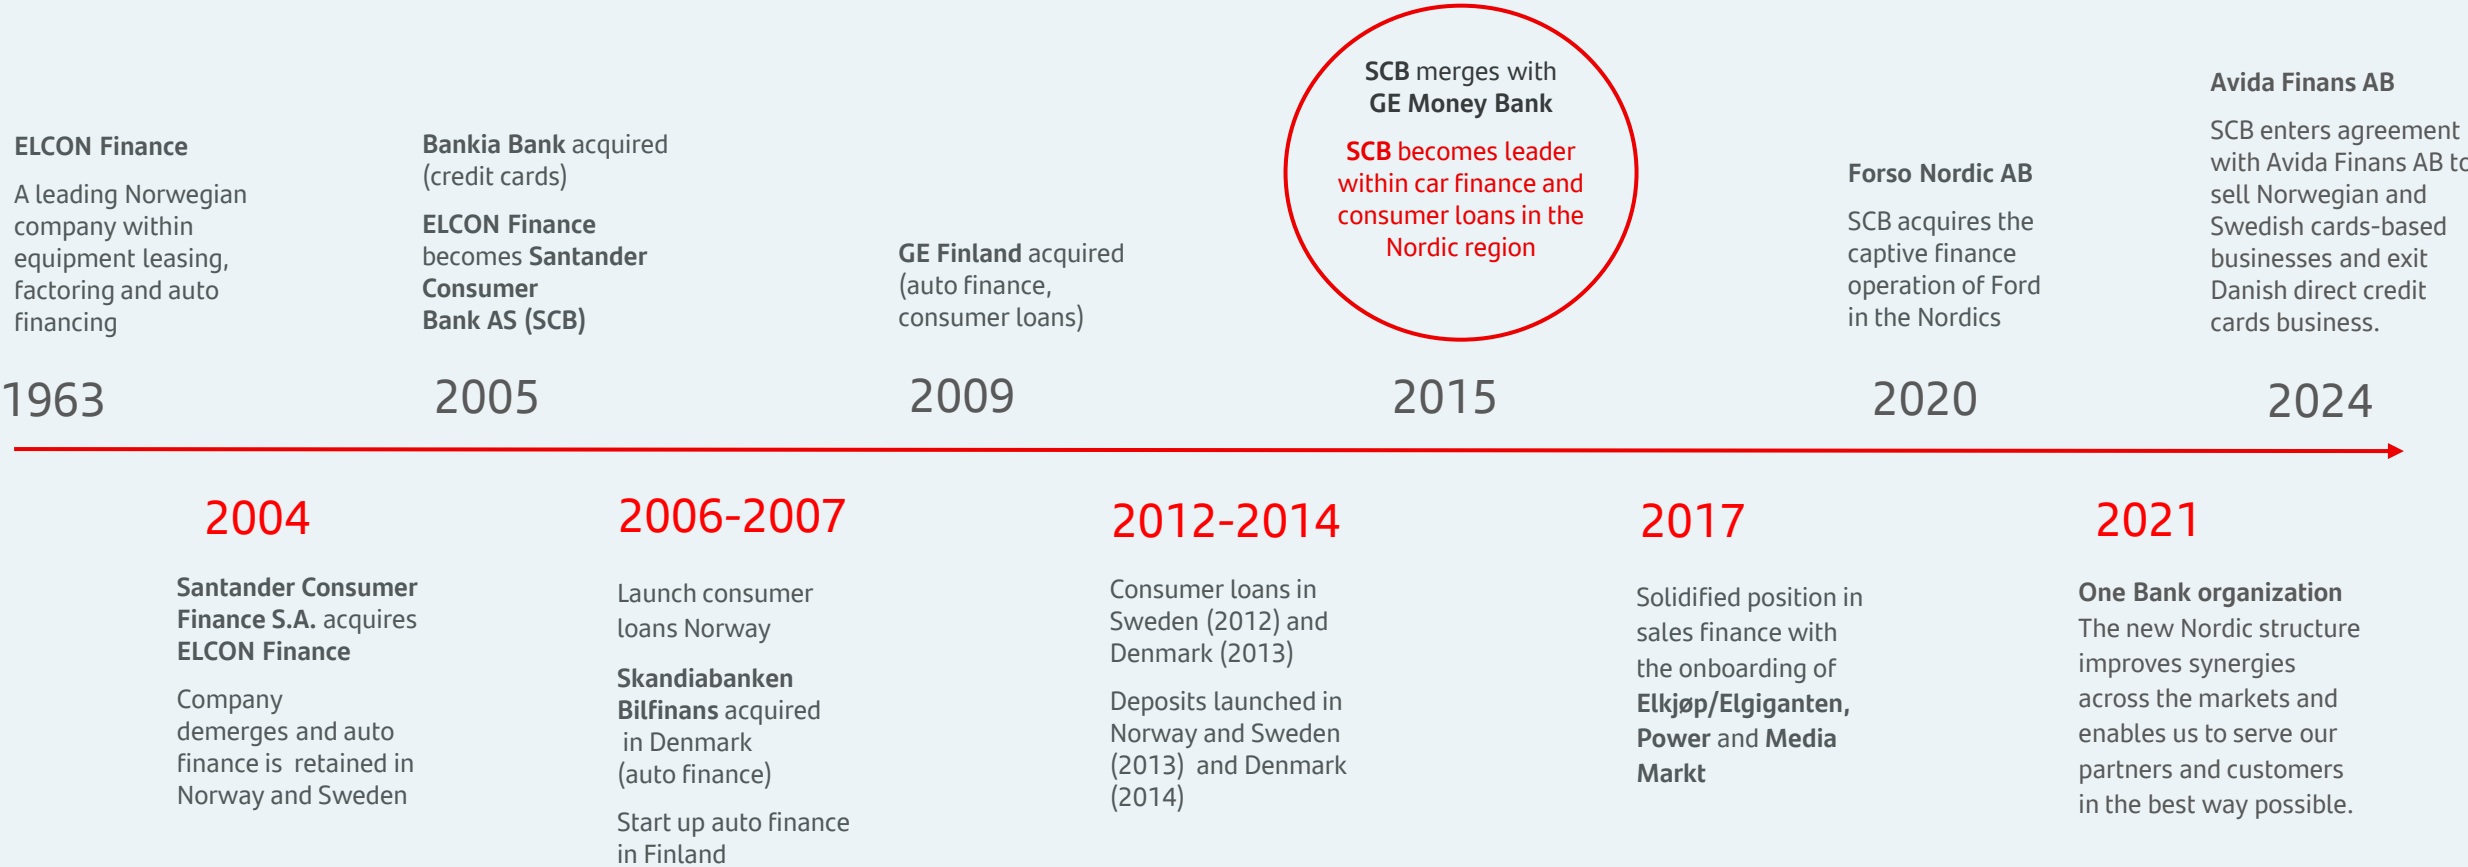 ELCON Finance
A leading Norwegian
company within
equipment leasing,
factoring and auto
financing
1963
Bankia Bank acquired
(credit cards)
ELCON Finance
becomes Santander
Consumer
Bank AS (SCB)
2005
GE Finland acquired
(auto finance,
consumer loans)
2009
SCB merges with
GE Money Bank
SCB becomes leader
within car finance and
consumer loans in the
Nordic region
2015
Forso Nordic AB
SCB acquires the
captive finance
operation of Ford
in the Nordics
2020
Avida Finans AB
SCB enters agreement
with Avida Finans AB to
sell Norwegian and
Swedish cards-based
businesses and exit
Danish direct credit
cards business.
2024
2004
Santander Consumer
Finance S.A. acquires
ELCON Finance
Company
demerges and auto
finance is retained in
Norway and Sweden
2006-2007
Launch consumer
loans Norway
Skandiabanken
Bilfinans acquired
in Denmark
(auto finance)
Start up auto finance
in Finland
2012-2014
Consumer loans in
Sweden (2012) and
Denmark (2013)
Deposits launched in
Norway and Sweden
(2013) and Denmark
(2014)
2017
Solidified position in
sales finance with
the onboarding of
Elkjøp/Elgiganten,
Power and Media
Markt
2021
One Bank organization
The new Nordic structure
improves synergies
across the markets and
enables us to serve our
partners and customers
in the best way possible.